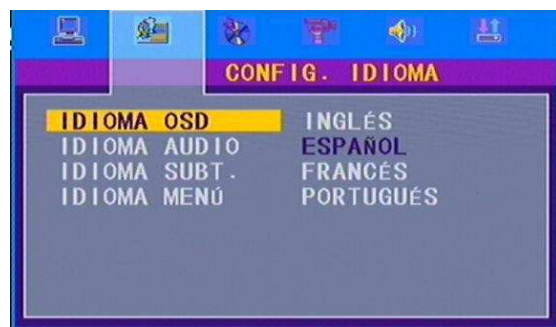 CONFIG. IDIOMA
IDIOMA OSD INGLÉS
IDIOMA AUDIO ESPAÑOL
IDIOMA SUBT. FRANCÉS
IDIOMA MENÚ PORTUGUÉS